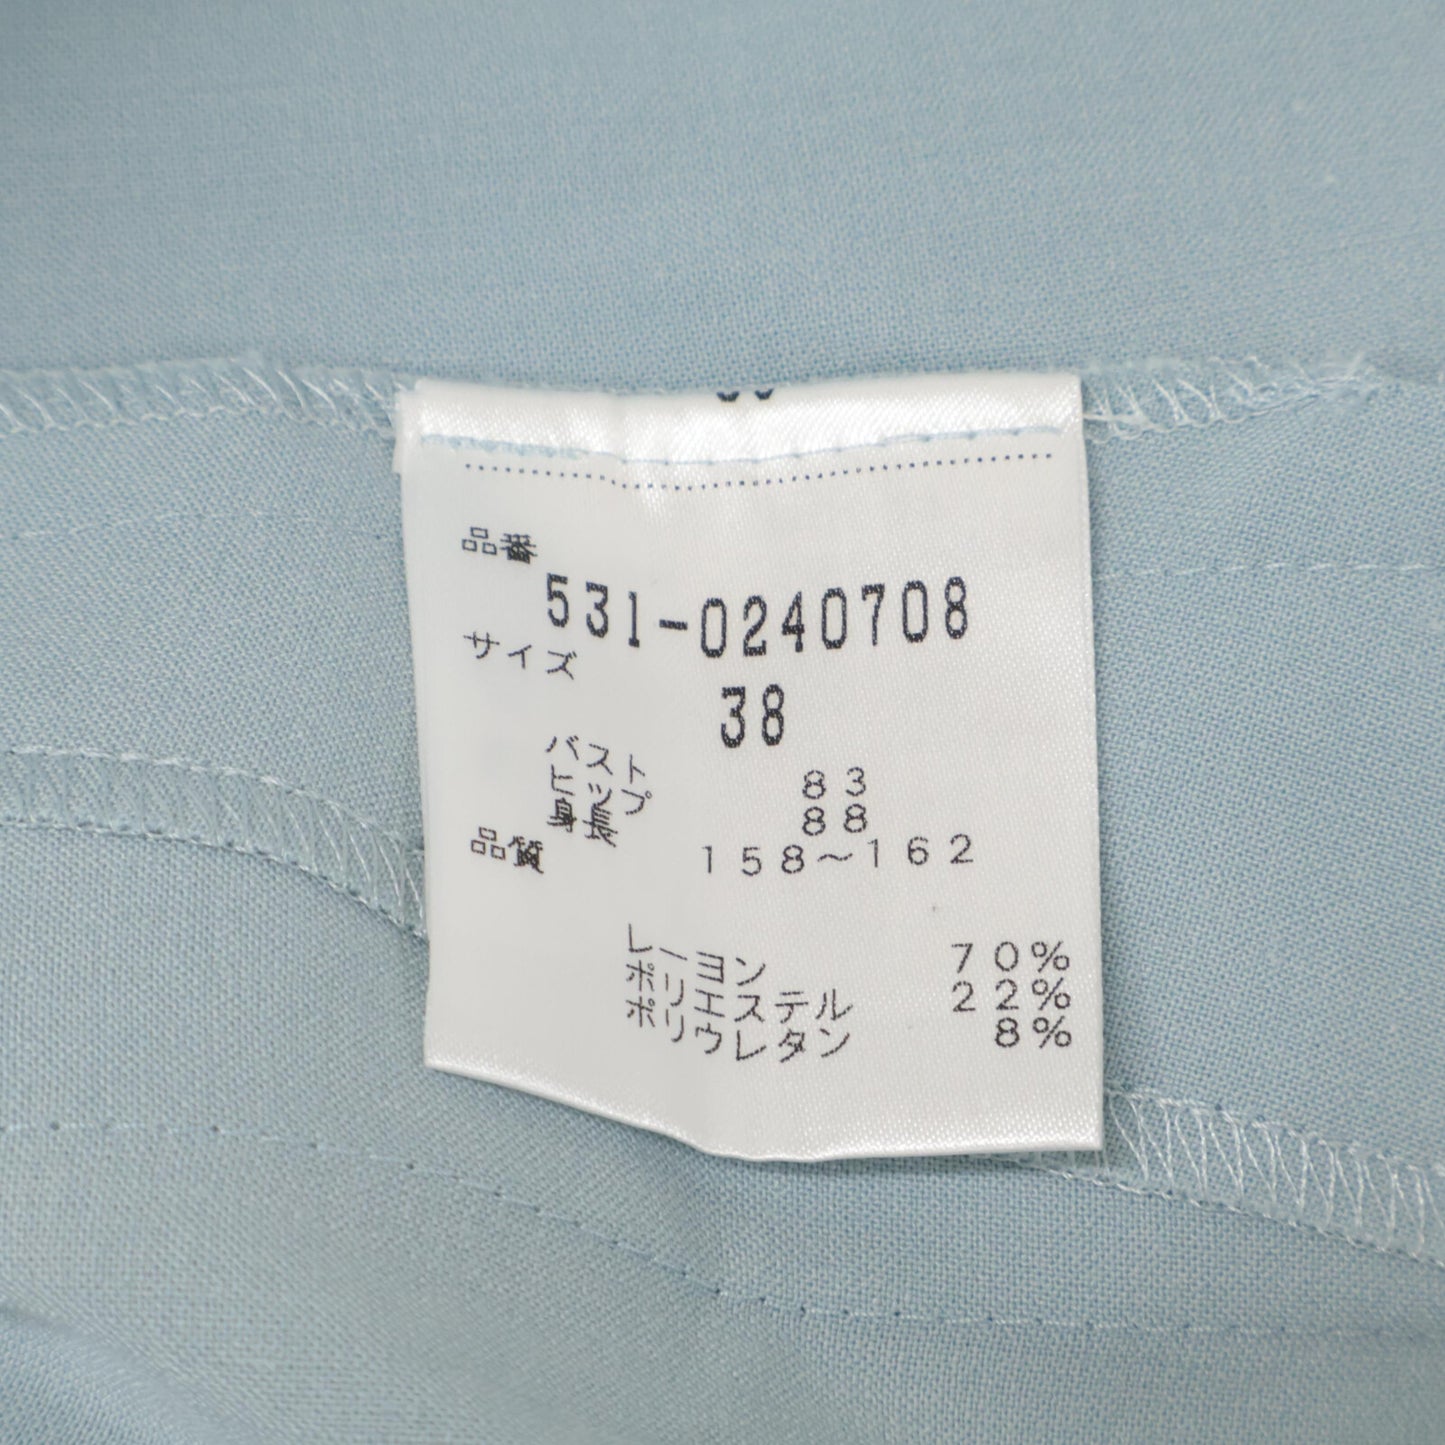 品番
531-0240708
サイズ
38
バスト 83
ヒップ 88
身長 158～162
品質
レーヨン 70%
ポリエステル 22%
ポリウレタン 8%